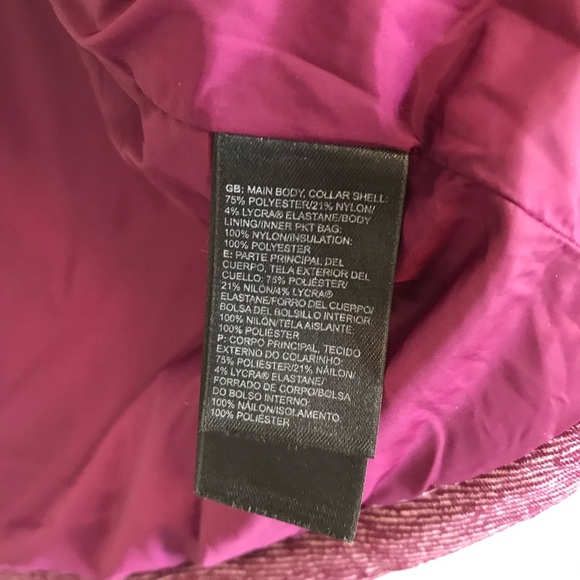 GB: MAIN BODY, COLLAR SHELL:
75% POLYESTER/21% NYLON/
4% LYCRA® ELASTANE/BODY
LINING/INNER PKT BAG:
100% NYLON/INSULATION:
100% POLYESTER
E: PARTE PRINCIPAL DEL
CUERPO, TELA EXTERIOR DEL
CUELLO: 75% POLIÉSTER/
21% NILÓN/4% LYCRA®
ELASTANE/FORRO DEL CUERPO/
BOLSA DEL BOLSILLO INTERIOR:
100% NILÓN/TELA AISLANTE:
100% POLIÉSTER
P: CORPO PRINCIPAL, TECIDO
EXTERNO DO COLARINHO:
75% POLIÉSTER/21% NÁILON/
4% LYCRA® ELASTANE/
FORRADO DE CORPO/BOLSA
DO BOLSO INTERNO:
100% NÁILON/ISOLAMENTO:
100% POLIÉSTER